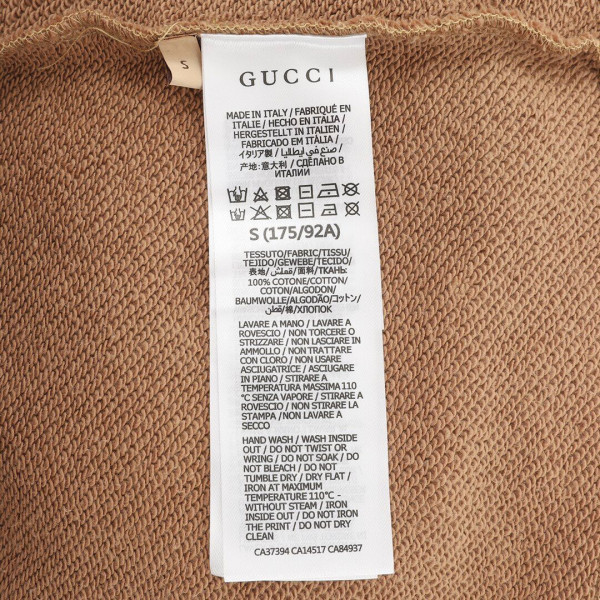 S
GUCCI
MADE IN ITALY / FABRIQUÉ EN
ITALIE / HECHO EN ITALIA /
HERGESTELLT IN ITALIEN /
FABRICADO EM ITÁLIA /
イタリア製 / صنع في ايطاليا /
产地:意大利 / СДЕЛАНО В
ИТАЛИИ
S (175/92A)
TESSUTO/FABRIC/TISSU/
TEJIDO/GEWEBE/TECIDO/
表地/قماش/面料/ТКАНЬ:
100% COTONE/COTTON/
COTON/ALGODON/
BAUMWOLLE/ALGODÃO/コットン/
قطن/棉/ХЛОПОК
LAVARE A MANO / LAVARE A
ROVESCIO / NON TORCERE O
STRIZZARE / NON LASCIARE IN
AMMOLLO / NON TRATTARE
CON CLORO / NON USARE
ASCIUGATRICE / ASCIUGARE
IN PIANO / STIRARE A
TEMPERATURA MASSIMA 110
°C SENZA VAPORE / STIRARE A
ROVESCIO / NON STIRARE LA
STAMPA /NON LAVARE A
SECCO
HAND WASH / WASH INSIDE
OUT / DO NOT TWIST OR
WRING / DO NOT SOAK / DO
NOT BLEACH / DO NOT
TUMBLE DRY / DRY FLAT /
IRON AT MAXIMUM
TEMPERATURE 110°C -
WITHOUT STEAM / IRON
INSIDE OUT / DO NOT IRON
THE PRINT / DO NOT DRY
CLEAN
CA37394 CA14517 CA84937